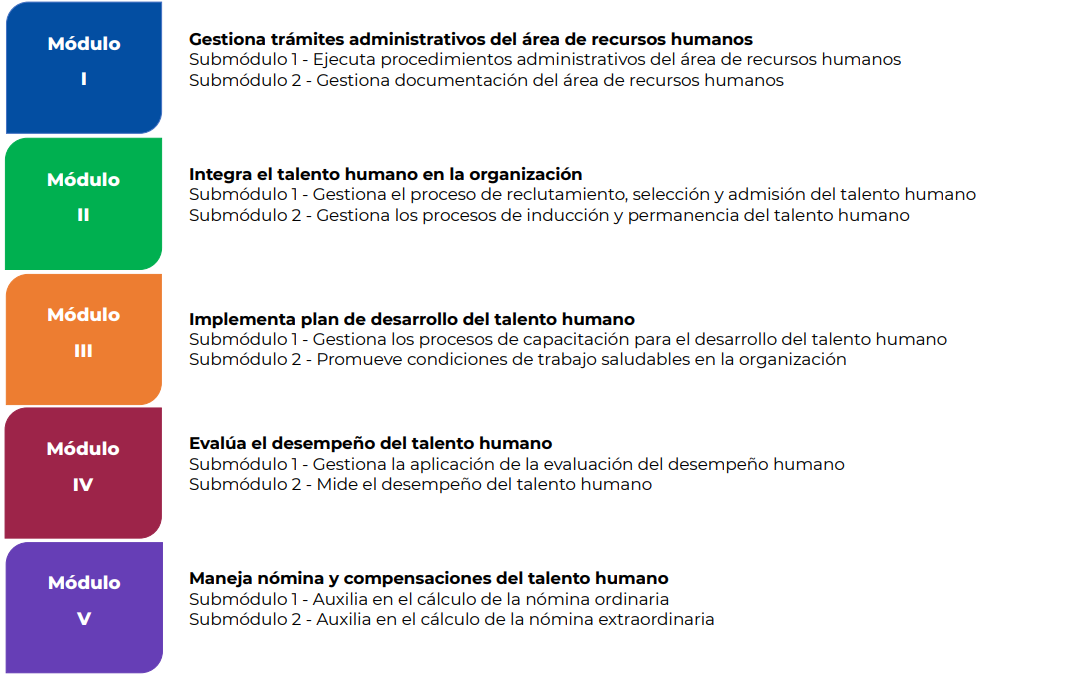 Módulo
I
Gestiona trámites administrativos del área de recursos humanos
Submódulo 1 - Ejecuta procedimientos administrativos del área de recursos humanos
Submódulo 2 - Gestiona documentación del área de recursos humanos
Módulo
II
Integra el talento humano en la organización
Submódulo 1 - Gestiona el proceso de reclutamiento, selección y admisión del talento humano
Submódulo 2 - Gestiona los procesos de inducción y permanencia del talento humano
Módulo
III
Implementa plan de desarrollo del talento humano
Submódulo 1 - Gestiona los procesos de capacitación para el desarrollo del talento humano
Submódulo 2 - Promueve condiciones de trabajo saludables en la organización
Módulo
IV
Evalúa el desempeño del talento humano
Submódulo 1 - Gestiona la aplicación de la evaluación del desempeño humano
Submódulo 2 - Mide el desempeño del talento humano
Módulo
V
Maneja nómina y compensaciones del talento humano
Submódulo 1 - Auxilia en el cálculo de la nómina ordinaria
Submódulo 2 - Auxilia en el cálculo de la nómina extraordinaria